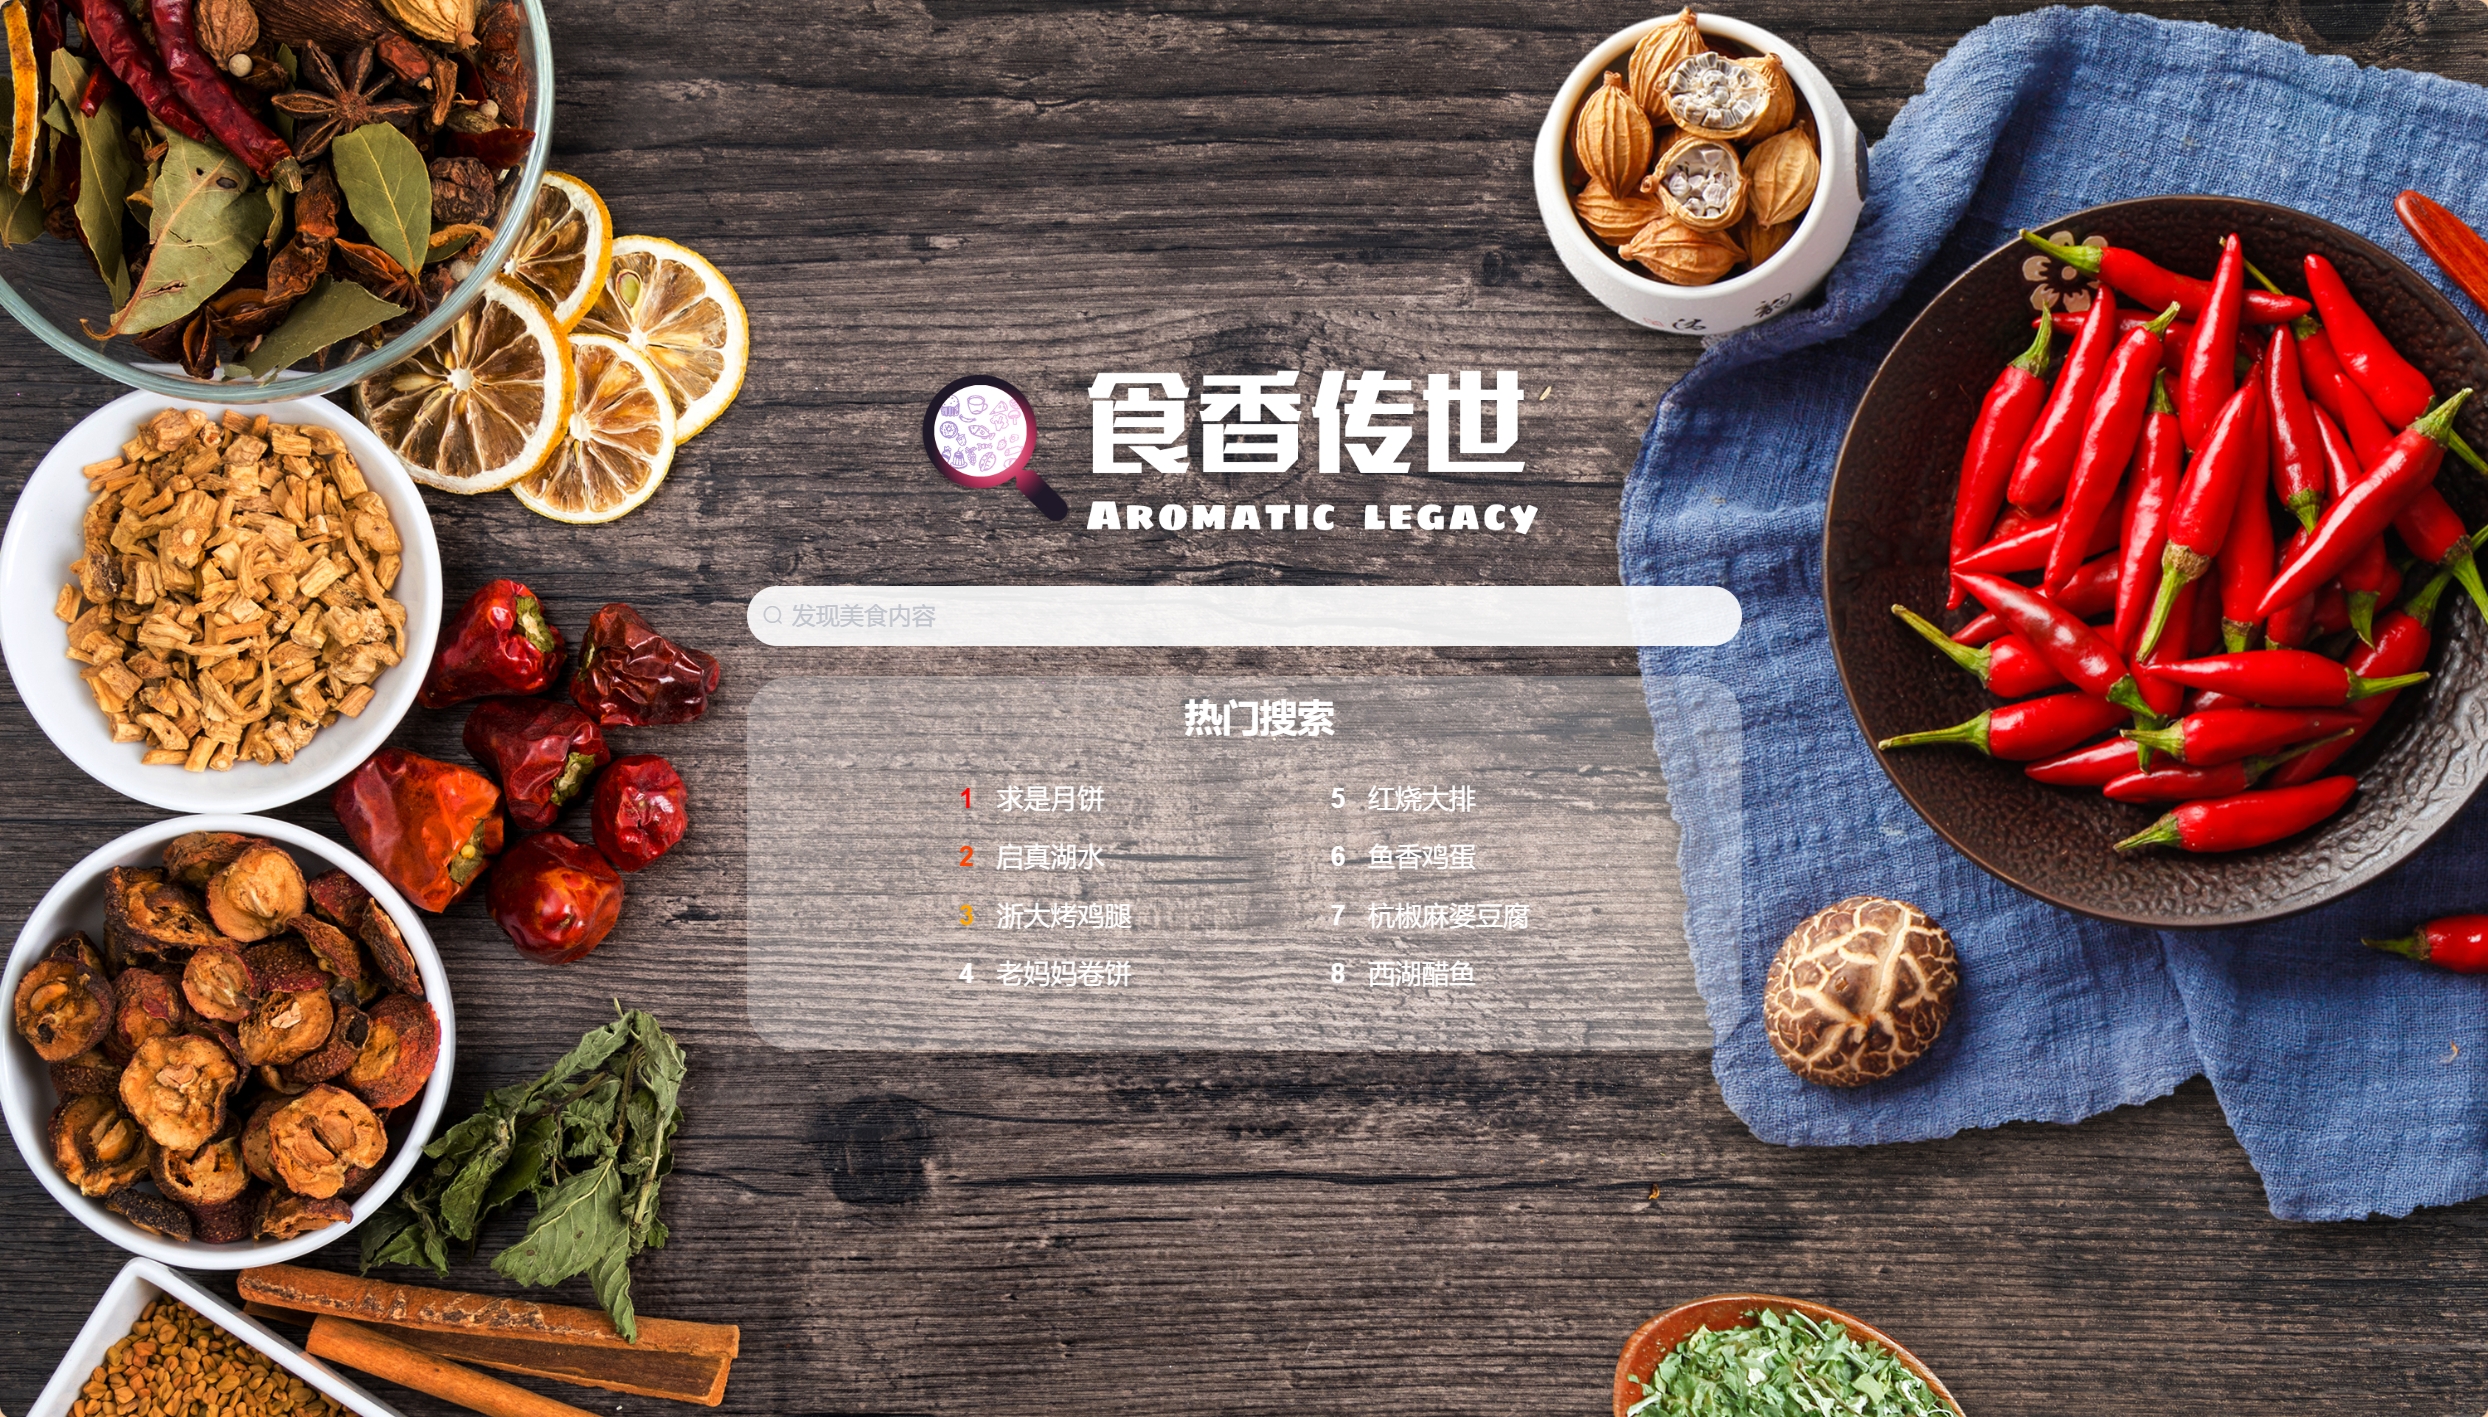 食香传世
Aromatic legacy
发现美食内容
热门搜索
1 求是月饼
2 启真湖水
3 浙大烤鸡腿
4 老妈妈卷饼
5 红烧大排
6 鱼香鸡蛋
7 杭椒麻婆豆腐
8 西湖醋鱼